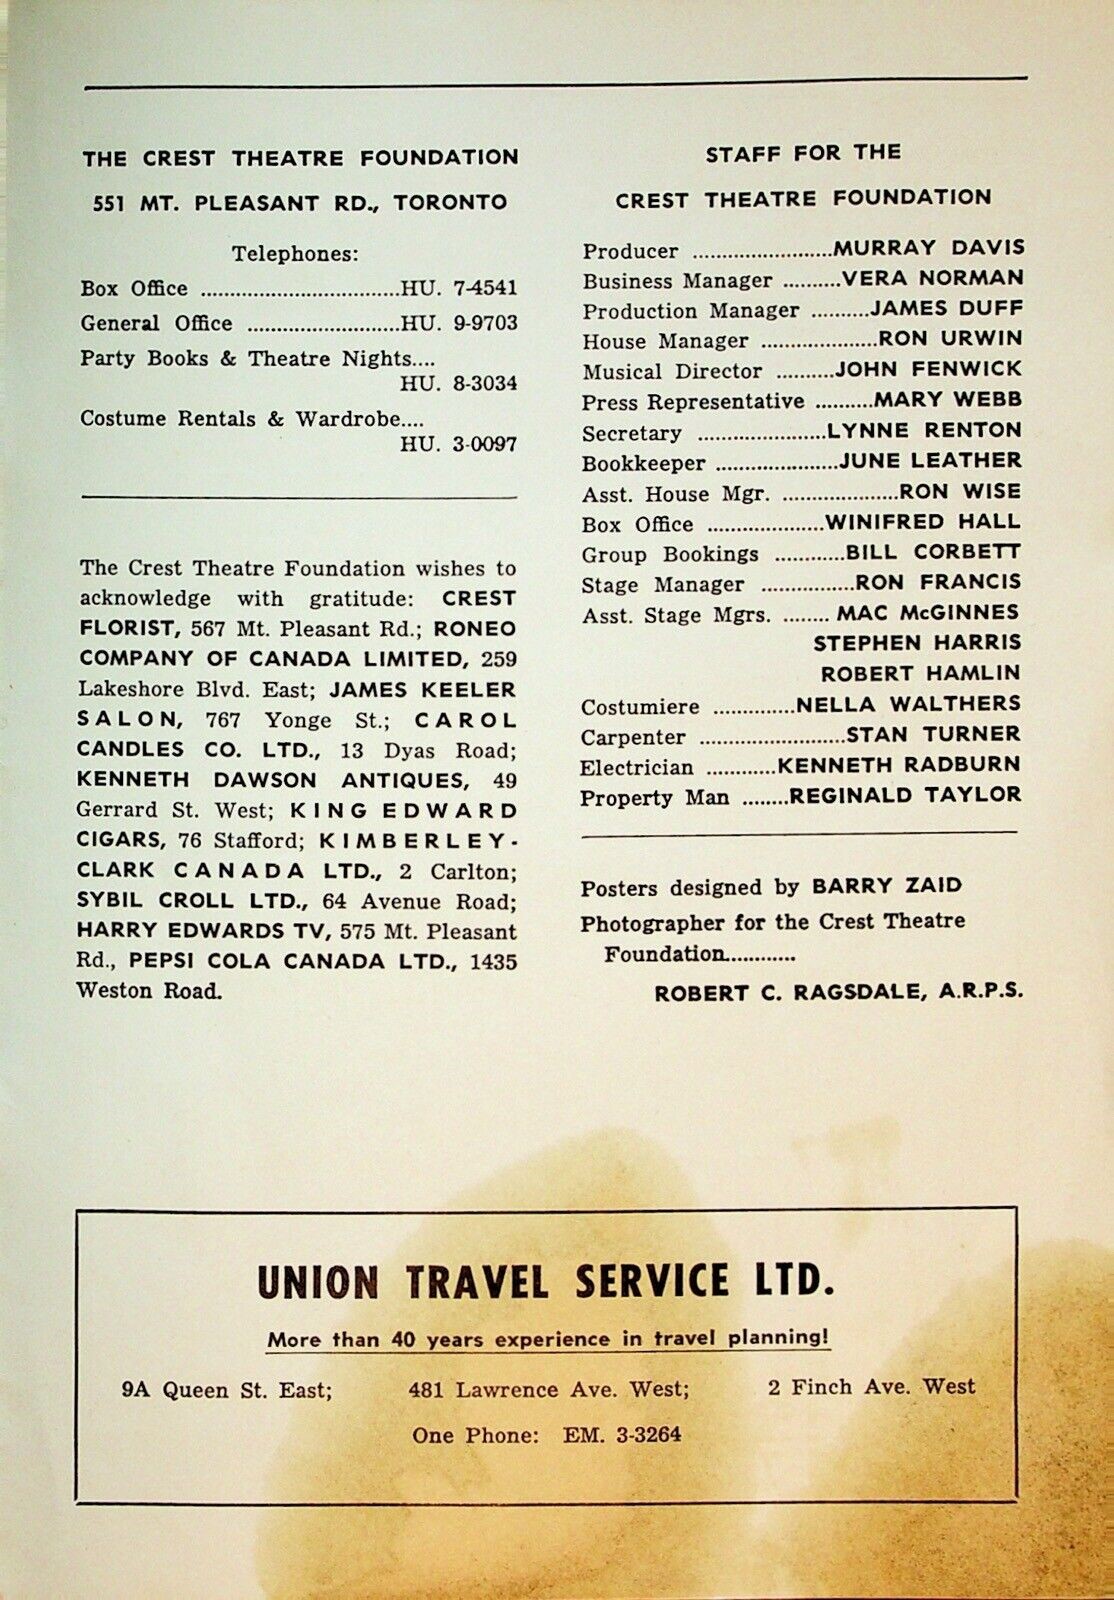 THE CREST THEATRE FOUNDATION
551 MT. PLEASANT RD., TORONTO
Telephones:
Box Office ..................................HU. 7-4541
General Office ..........................HU. 9-9703
Party Books & Theatre Nights....
HU. 8-3034
Costume Rentals & Wardrobe....
HU. 3-0097
The Crest Theatre Foundation wishes to
acknowledge with gratitude: CREST
FLORIST, 567 Mt. Pleasant Rd.; RONEO
COMPANY OF CANADA LIMITED, 259
Lakeshore Blvd. East; JAMES KEELER
SALON, 767 Yonge St.; CAROL
CANDLES CO. LTD., 13 Dyas Road;
KENNETH DAWSON ANTIQUES, 49
Gerrard St. West; KING EDWARD
CIGARS, 76 Stafford; KIMBERLEY-
CLARK CANADA LTD., 2 Carlton;
SYBIL CROLL LTD., 64 Avenue Road;
HARRY EDWARDS TV, 575 Mt. Pleasant
Rd., PEPSI COLA CANADA LTD., 1435
Weston Road.
STAFF FOR THE
CREST THEATRE FOUNDATION
Producer ........................MURRAY DAVIS
Business Manager ..........VERA NORMAN
Production Manager ..........JAMES DUFF
House Manager ....................RON URWIN
Musical Director ..........JOHN FENWICK
Press Representative ..........MARY WEBB
Secretary ......................LYNNE RENTON
Bookkeeper .....................JUNE LEATHER
Asst. House Mgr. ....................RON WISE
Box Office ....................WINIFRED HALL
Group Bookings ............BILL CORBETT
Stage Manager ................RON FRANCIS
Asst. Stage Mgrs. ........ MAC McGINNES
STEPHEN HARRIS
ROBERT HAMLIN
Costumiere ..............NELLA WALTHERS
Carpenter .........................STAN TURNER
Electrician ............KENNETH RADBURN
Property Man ........REGINALD TAYLOR
Posters designed by BARRY ZAID
Photographer for the Crest Theatre
Foundation............
ROBERT C. RAGSDALE, A.R.P.S.
UNION TRAVEL SERVICE LTD.
More than 40 years experience in travel planning!
9A Queen St. East; 481 Lawrence Ave. West; 2 Finch Ave. West
One Phone: EM. 3-3264